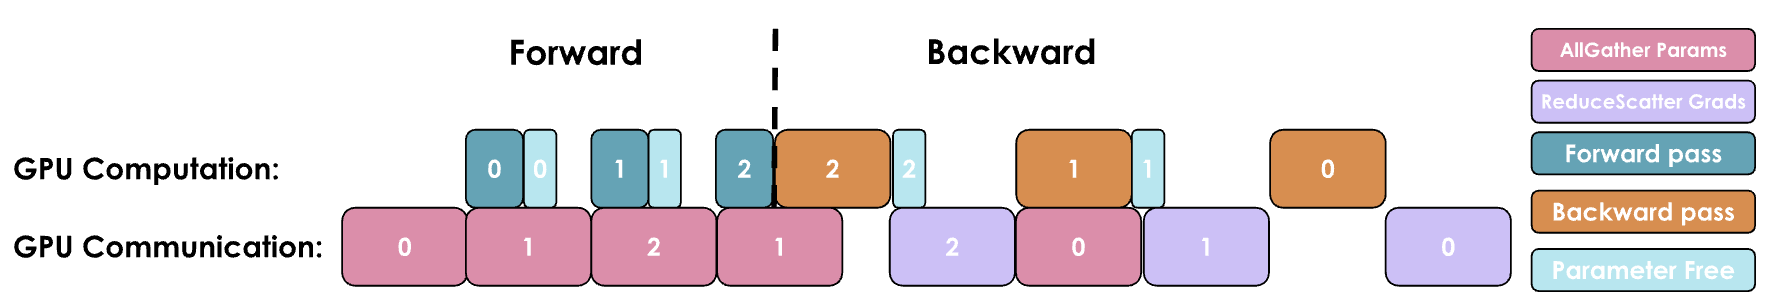 Forward
Backward
GPU Computation:
0 0 1 1 2 2 2 1 1 0
GPU Communication:
0 1 2 1 2 0 1 0
AllGather Params
ReduceScatter Grads
Forward pass
Backward pass
Parameter Free